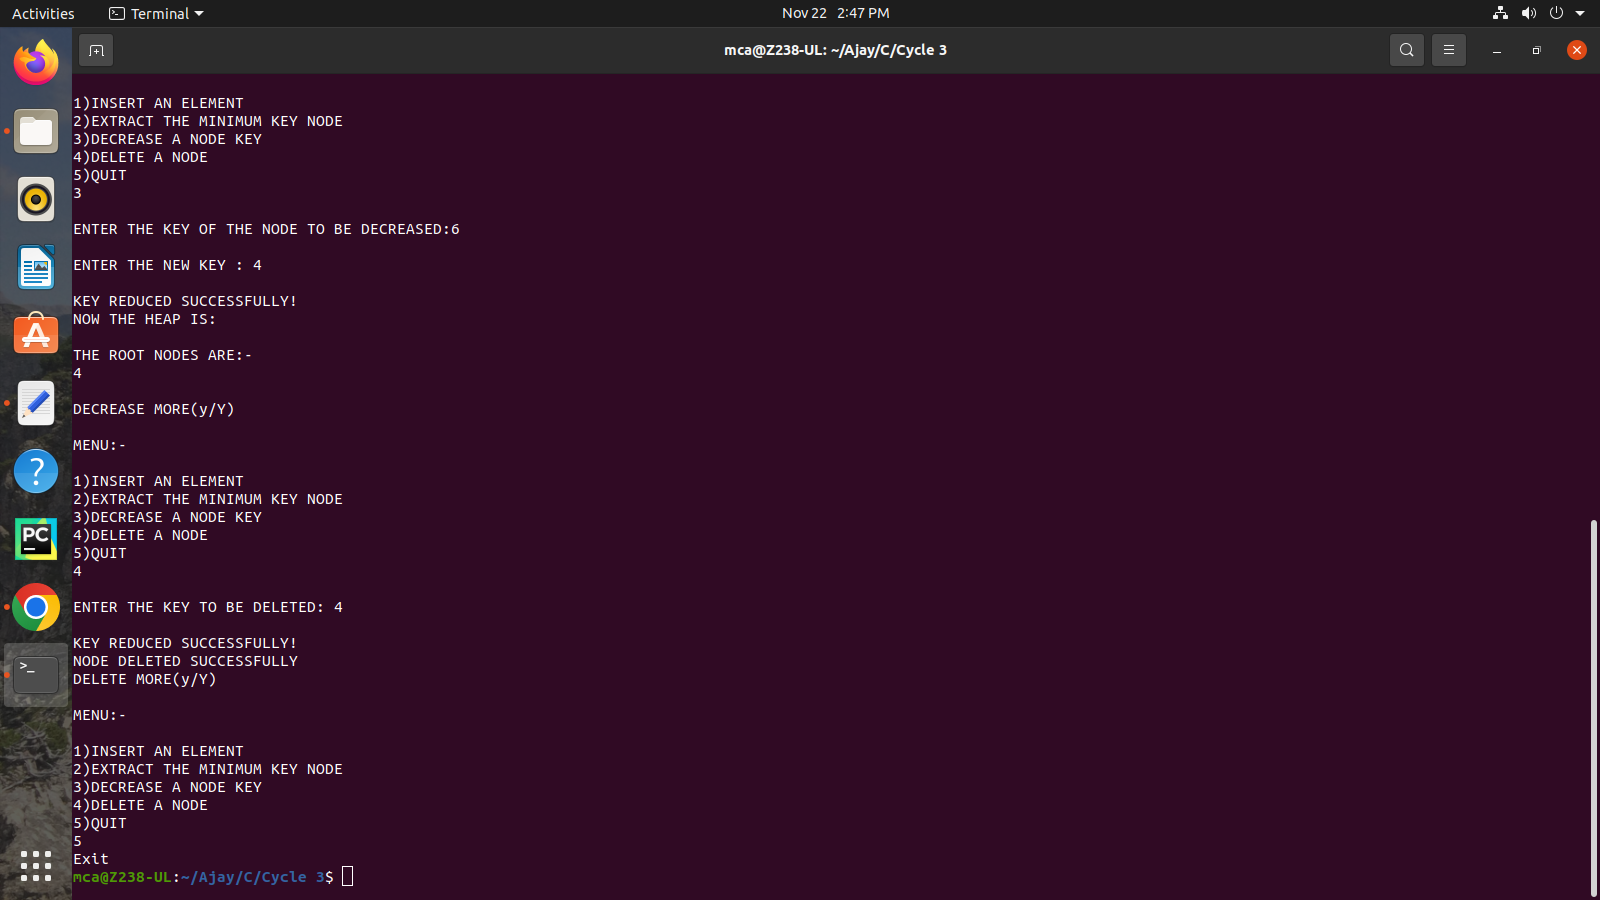 Activities Terminal Nov 22 2:47 PM
mca@Z238-UL: ~/Ajay/C/Cycle 3
1)INSERT AN ELEMENT
2)EXTRACT THE MINIMUM KEY NODE
3)DECREASE A NODE KEY
4)DELETE A NODE
5)QUIT
3
ENTER THE KEY OF THE NODE TO BE DECREASED:6
ENTER THE NEW KEY : 4
KEY REDUCED SUCCESSFULLY!
NOW THE HEAP IS:
THE ROOT NODES ARE:-
4
DECREASE MORE(y/Y)
MENU:-
1)INSERT AN ELEMENT
2)EXTRACT THE MINIMUM KEY NODE
3)DECREASE A NODE KEY
4)DELETE A NODE
5)QUIT
4
ENTER THE KEY TO BE DELETED: 4
KEY REDUCED SUCCESSFULLY!
NODE DELETED SUCCESSFULLY
DELETE MORE(y/Y)
MENU:-
1)INSERT AN ELEMENT
2)EXTRACT THE MINIMUM KEY NODE
3)DECREASE A NODE KEY
4)DELETE A NODE
5)QUIT
5
Exit
mca@Z238-UL:~/Ajay/C/Cycle 3$
PC